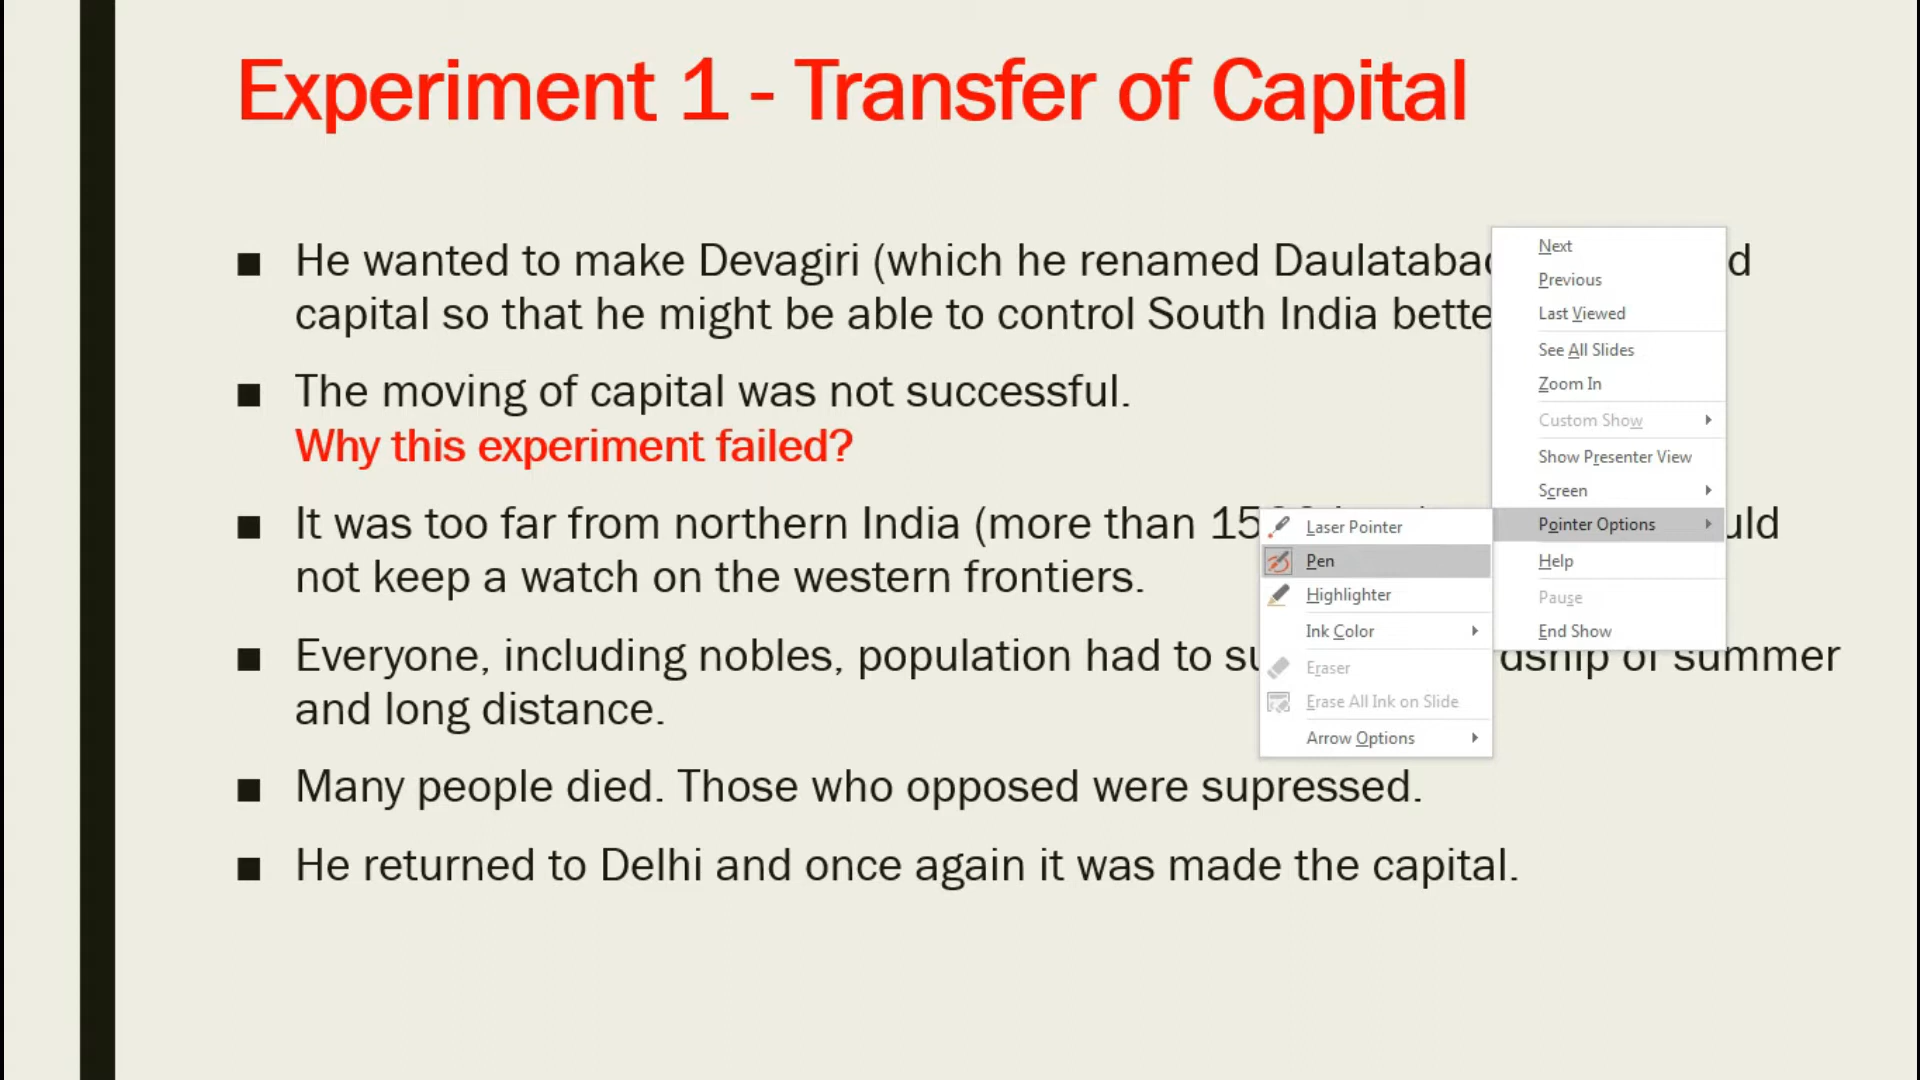 Experiment 1 - Transfer of Capital
He wanted to make Devagiri (which he renamed
capital so that he might be able to control South India
The moving of capital was not successful.
Why this experiment failed?
It was too far from northern India (more than
not keep a watch on the western frontiers.
Everyone, including nobles, population had to of summer
and long distance.
Many people died. Those who opposed were supressed.
He returned to Delhi and once again it was made the capital.
Next
Previous
Last Viewed
See All Slides
Zoom In
Custom Show
Show Presenter View
Screen
Pointer Options
Help
Pause
End Show
Laser Pointer
Pen
Highlighter
Ink Color
Eraser
Erase All Ink on Slide
Arrow Options